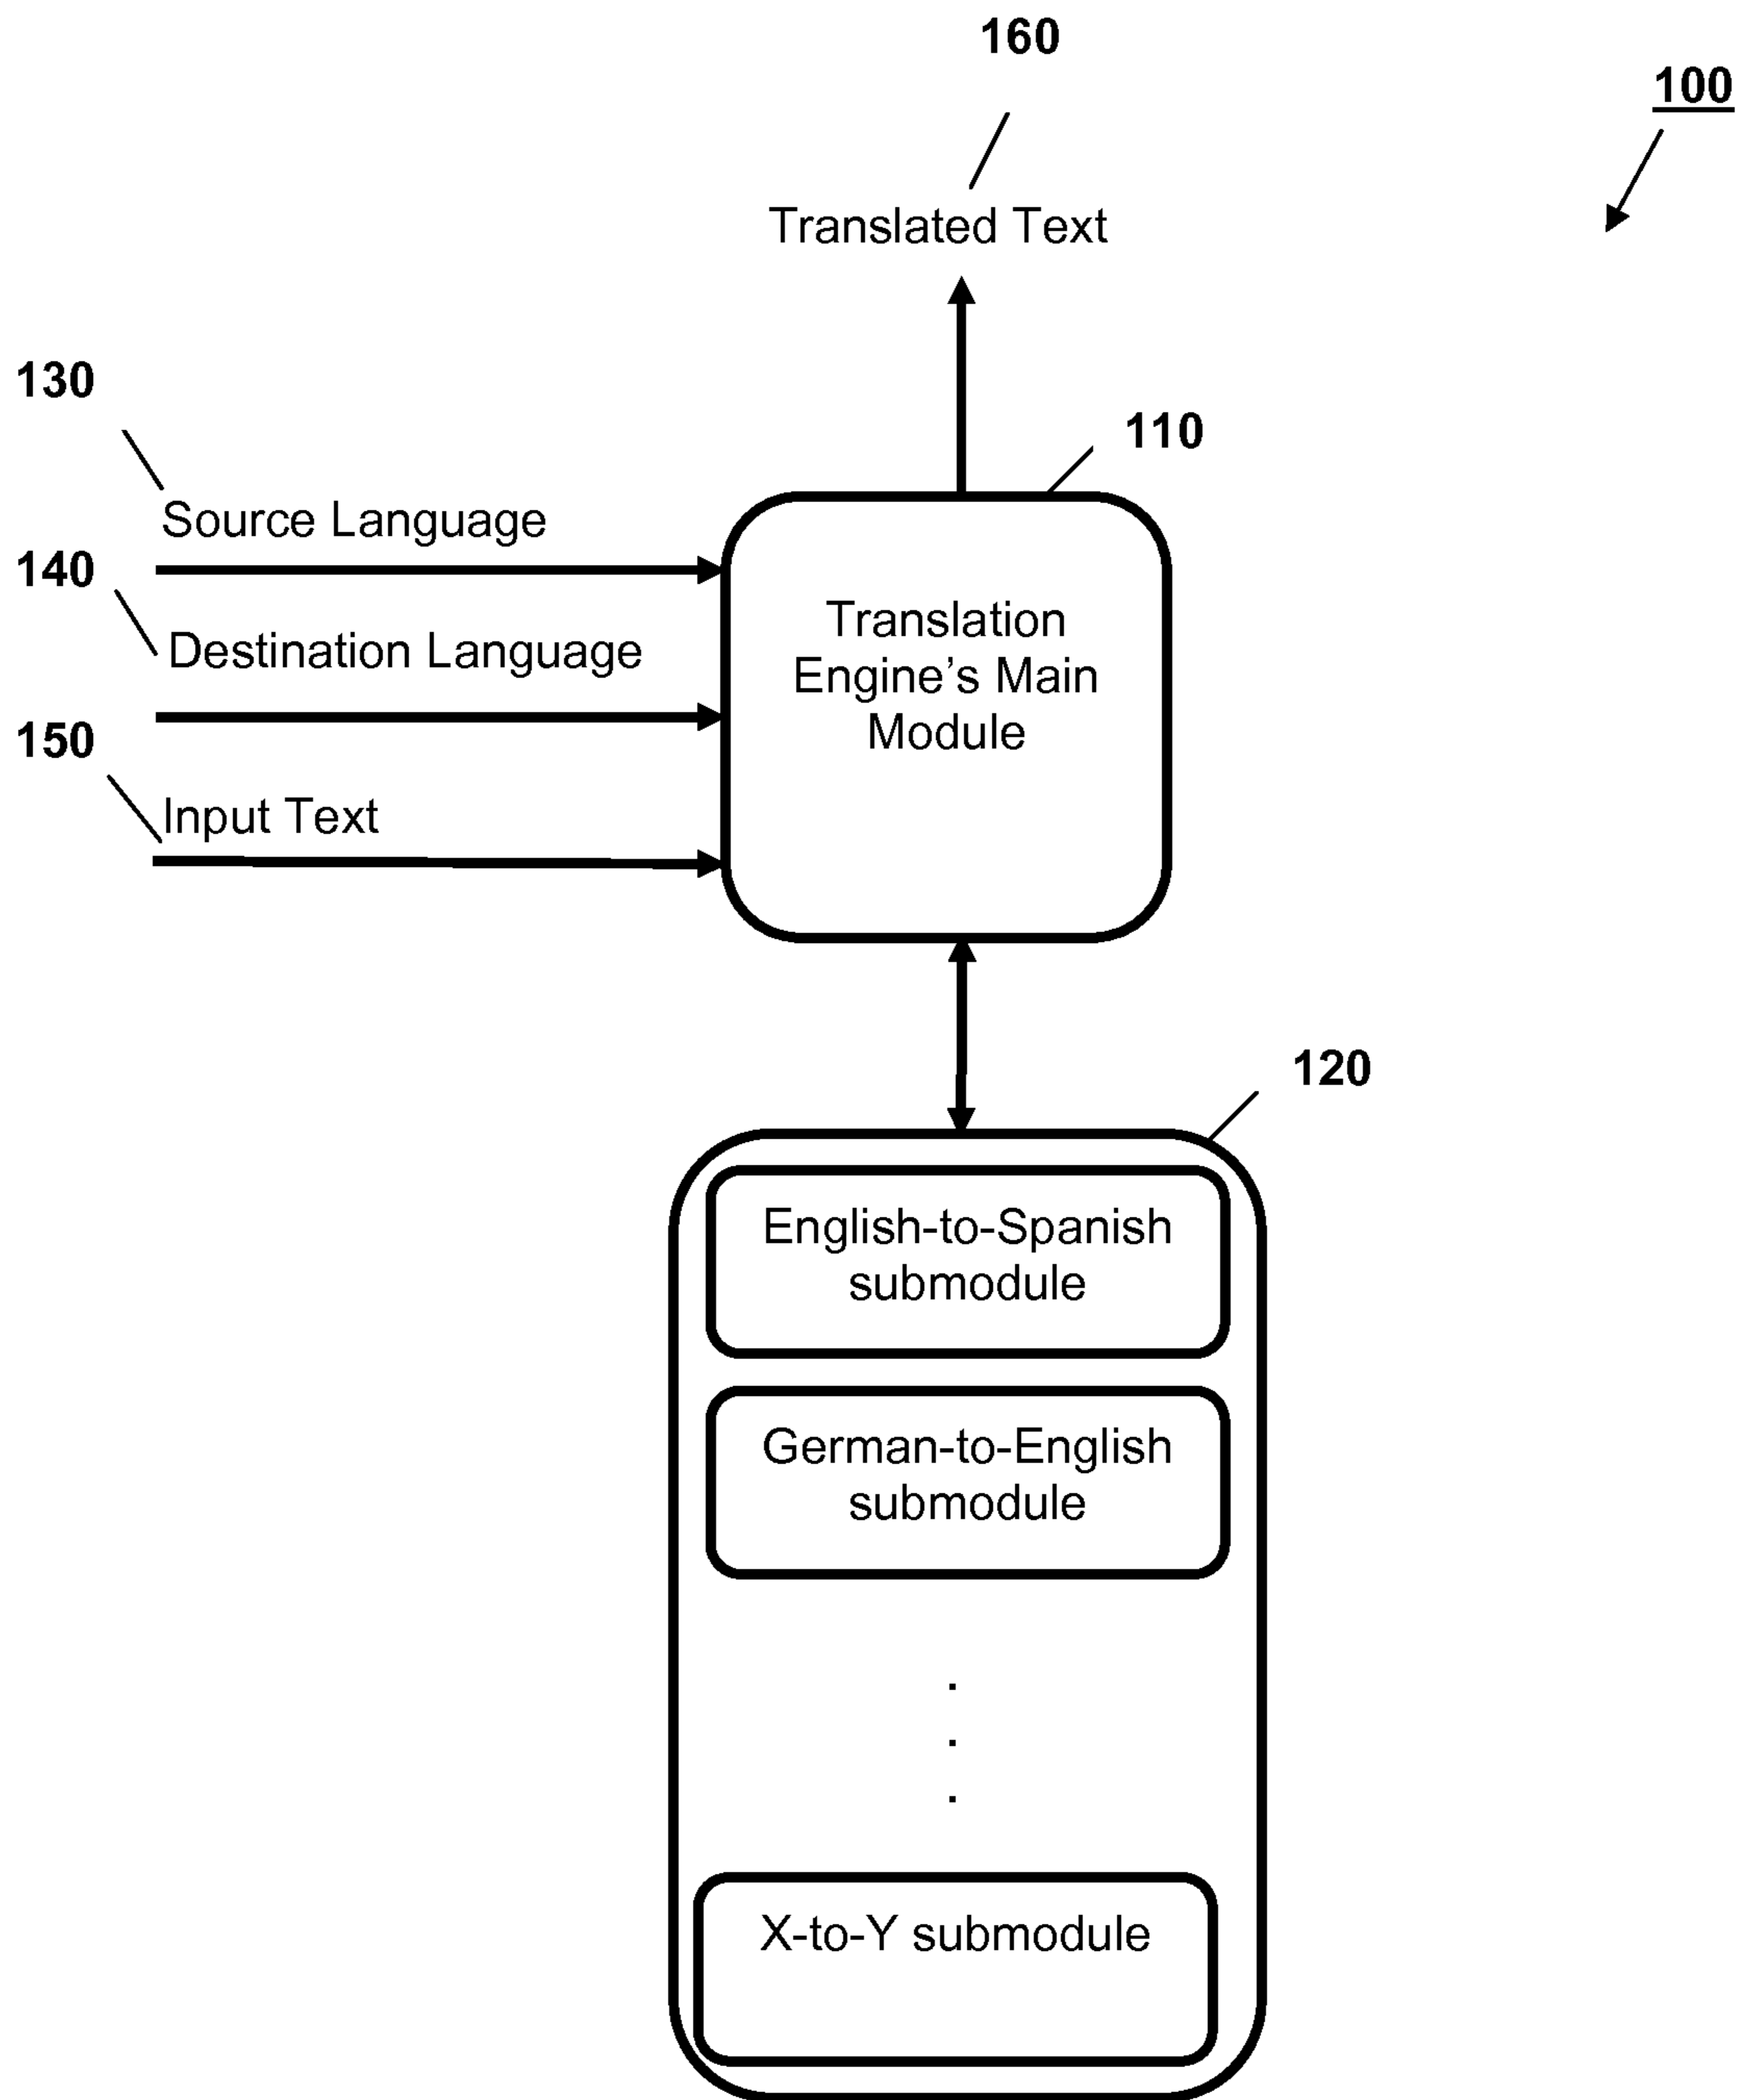 160
100
Translated Text
130
110
Source Language
140
Destination Language
150
Input Text
Translation
Engine’s Main
Module
120
English-to-Spanish
submodule
German-to-English
submodule
.
.
.
X-to-Y submodule